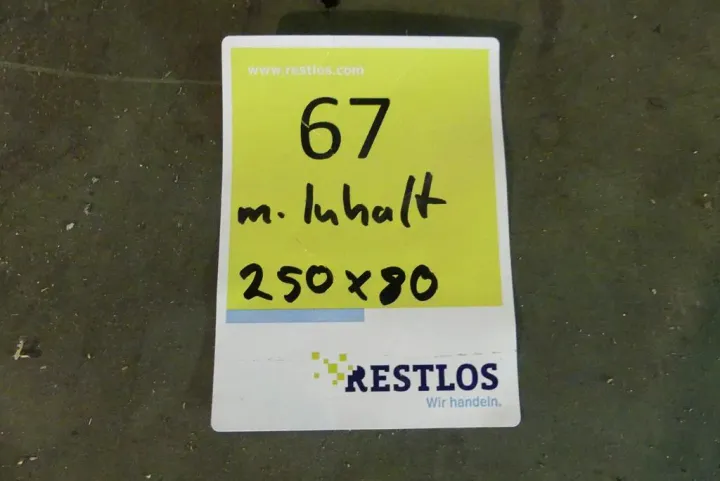 www.restlos.com
67
m. Inhalt
250x80
RESTLOS
Wir handeln.